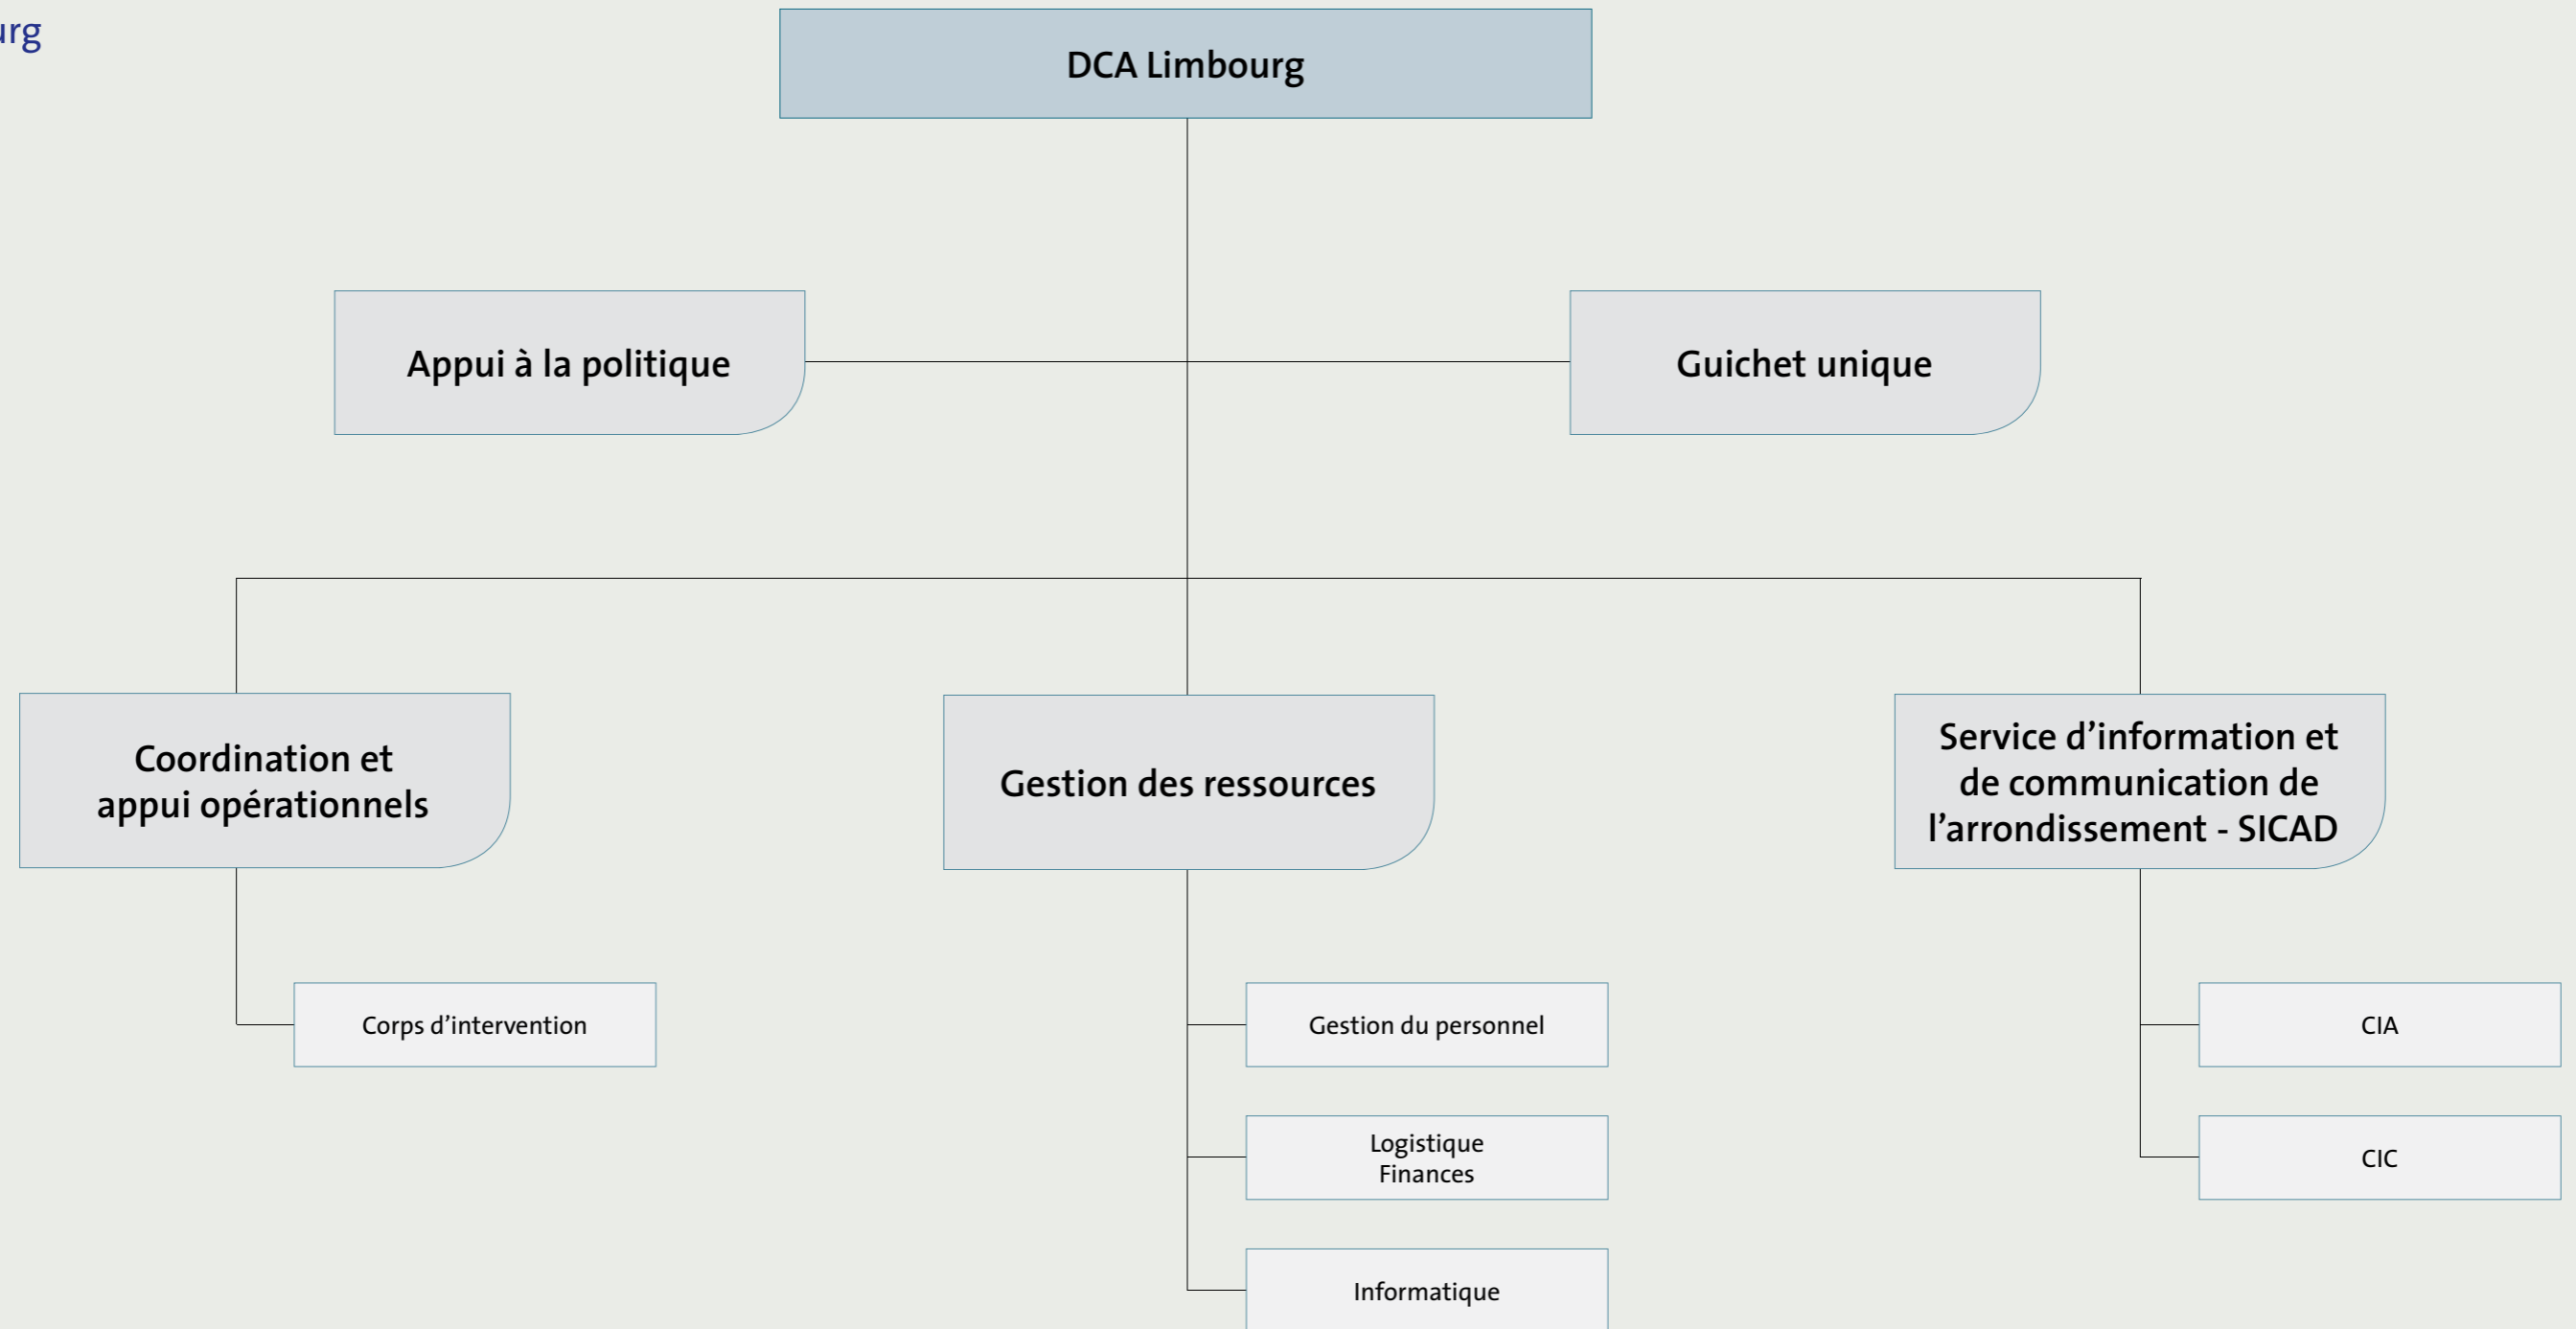 urg
DCA Limbourg
Appui à la politique
Guichet unique
Coordination et
appui opérationnels
Gestion des ressources
Service d’information et
de communication de
l’arrondissement - SICAD
Corps d’intervention
Gestion du personnel
CIA
Logistique
Finances
CIC
Informatique